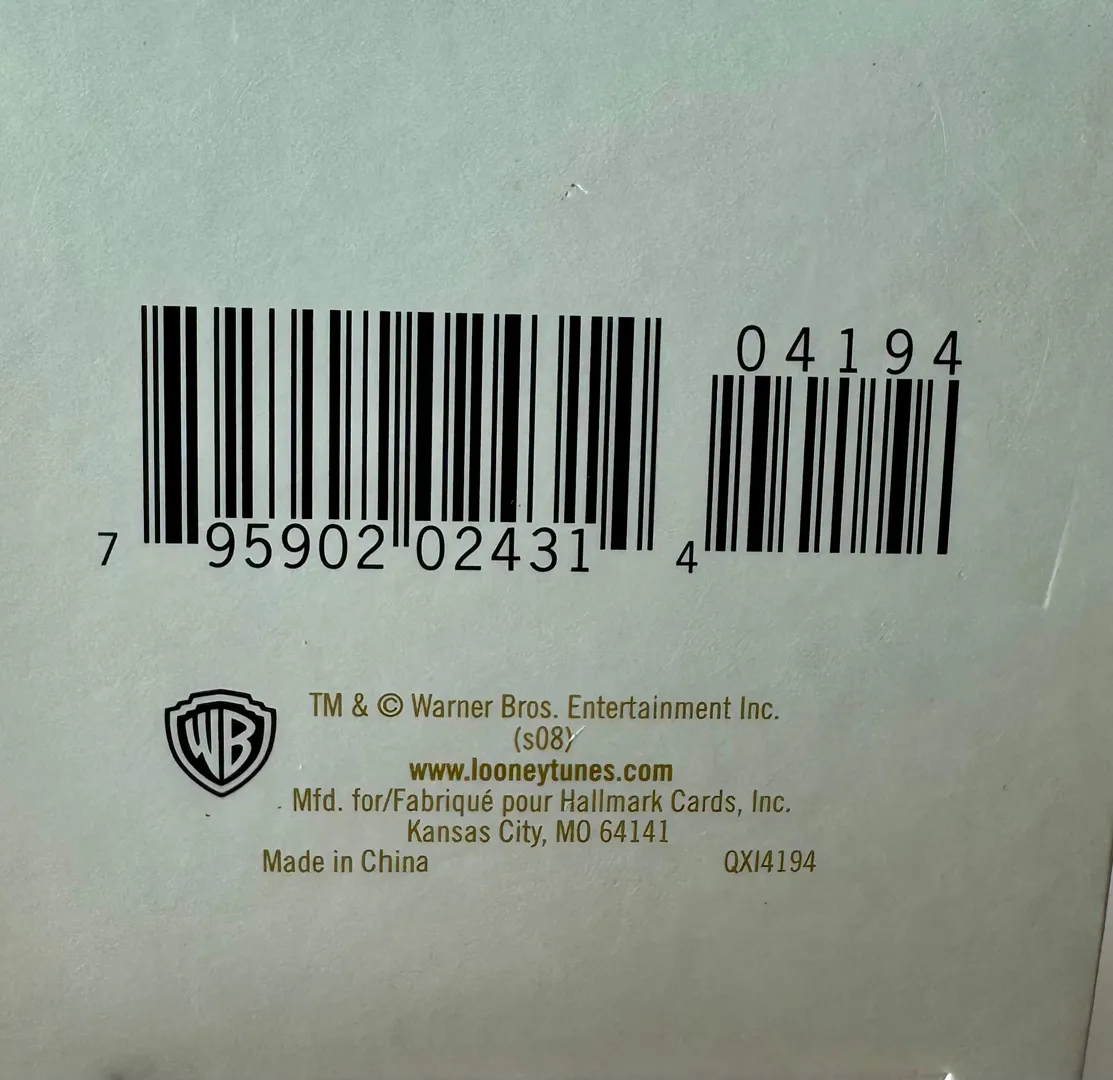 04194
7 95902 02431 4
WB
TM & © Warner Bros. Entertainment Inc.
(s08)
www.looneytunes.com
Mfd. for/Fabriqué pour Hallmark Cards, Inc.
Kansas City, MO 64141
Made in China QXI4194